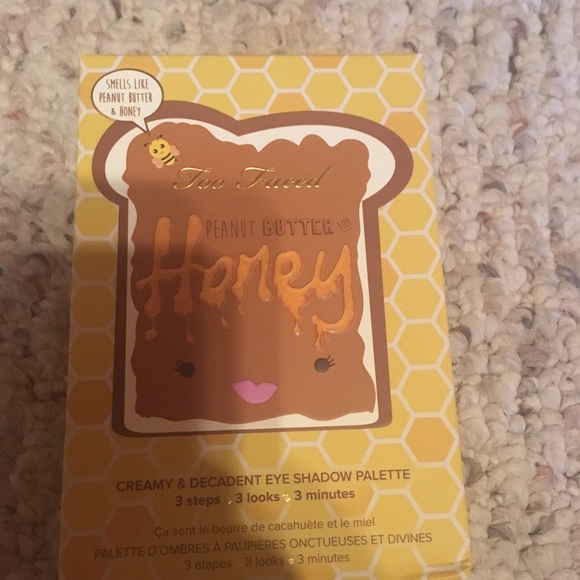 SMELLS LIKE
PEANUT BUTTER
& HONEY
Too Faced
PEANUT BUTTER AND
Honey
CREAMY & DECADENT EYE SHADOW PALETTE
3 steps 3 looks 3 minutes
Ça sent le beurre de cacahuète et le miel
PALETTE D'OMBRES À PAUPIÈRES ONCTUEUSES ET DIVINES
3 étapes 3 looks 3 minutes